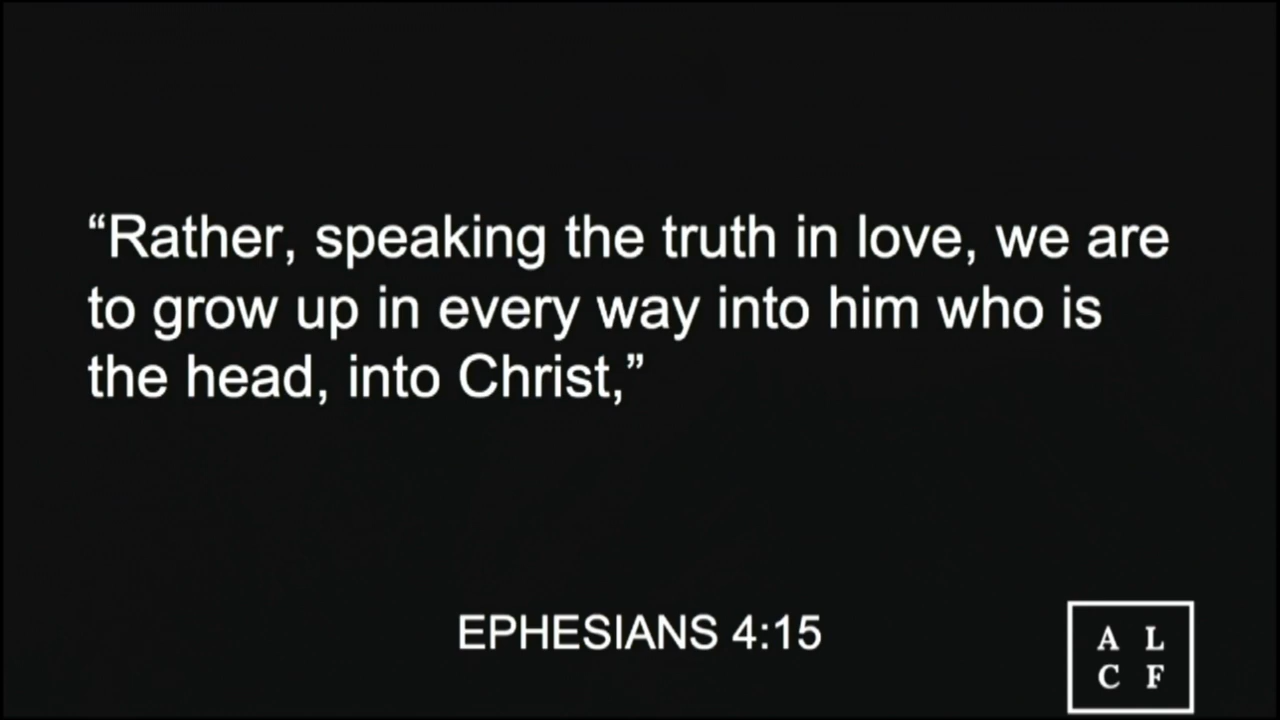 “Rather, speaking the truth in love, we are
to grow up in every way into him who is
the head, into Christ,”
EPHESIANS 4:15
A L
C F